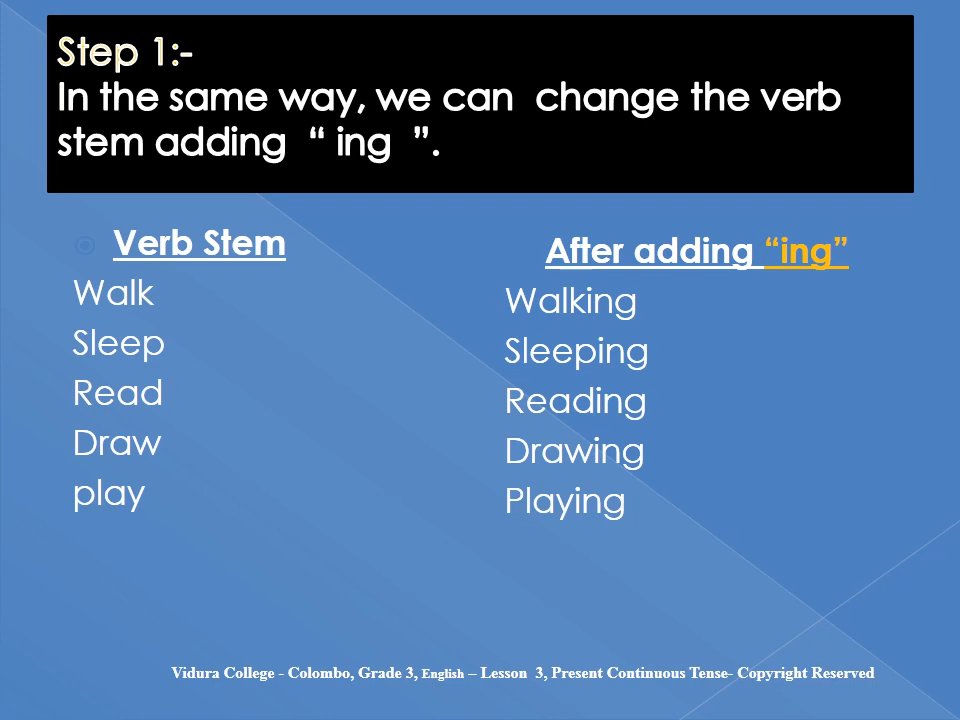 Step 1:-
In the same way, we can  change the verb
stem adding  “ ing  ”.
Verb Stem
Walk
Sleep
Read
Draw
play
After adding “ing”
Walking
Sleeping
Reading
Drawing
Playing
Vidura College - Colombo, Grade 3, English – Lesson  3, Present Continuous Tense- Copyright Reserved